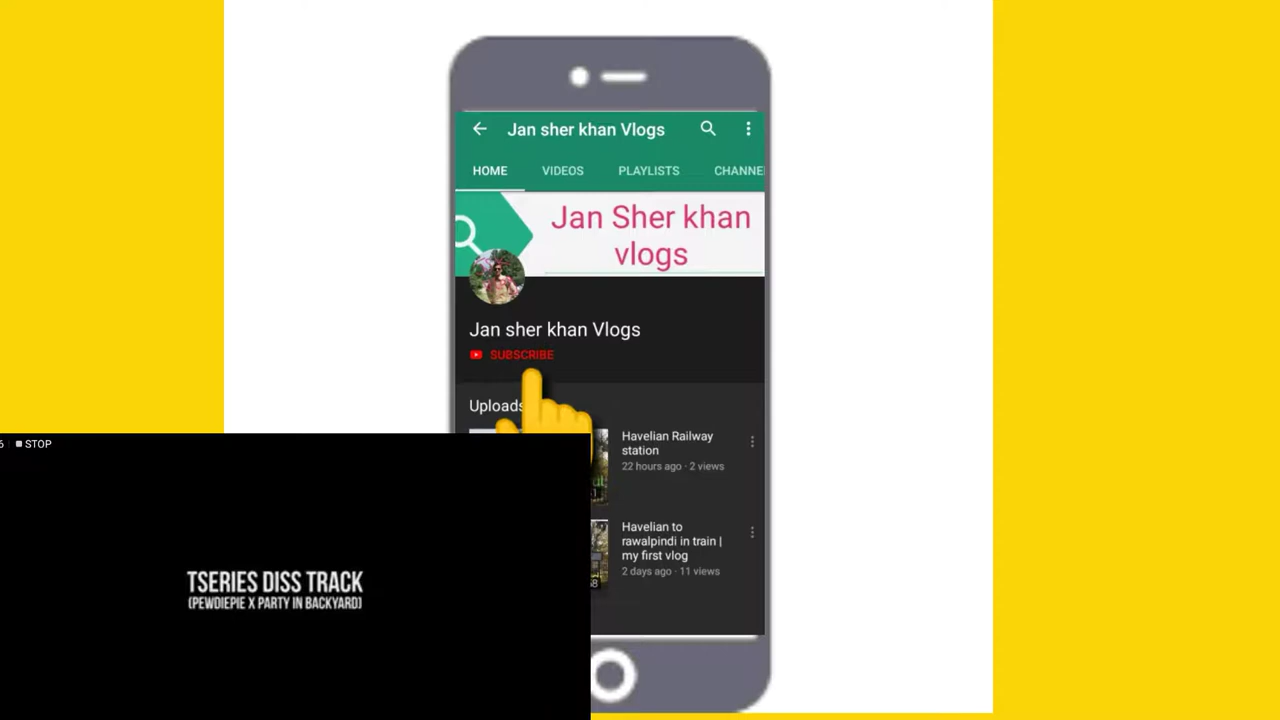 Jan sher khan Vlogs
HOME VIDEOS PLAYLISTS CHANNE
Jan Sher khan
vlogs
Jan sher khan Vlogs
SUBSCRIBE
Uploads
Havelian Railway
station
22 hours ago · 2 views
Havelian to
rawalpindi in train |
my first vlog
2 days ago · 11 views
6 STOP
TSERIES DISS TRACK
(PEWDIEPIE X PARTY IN BACKYARD)